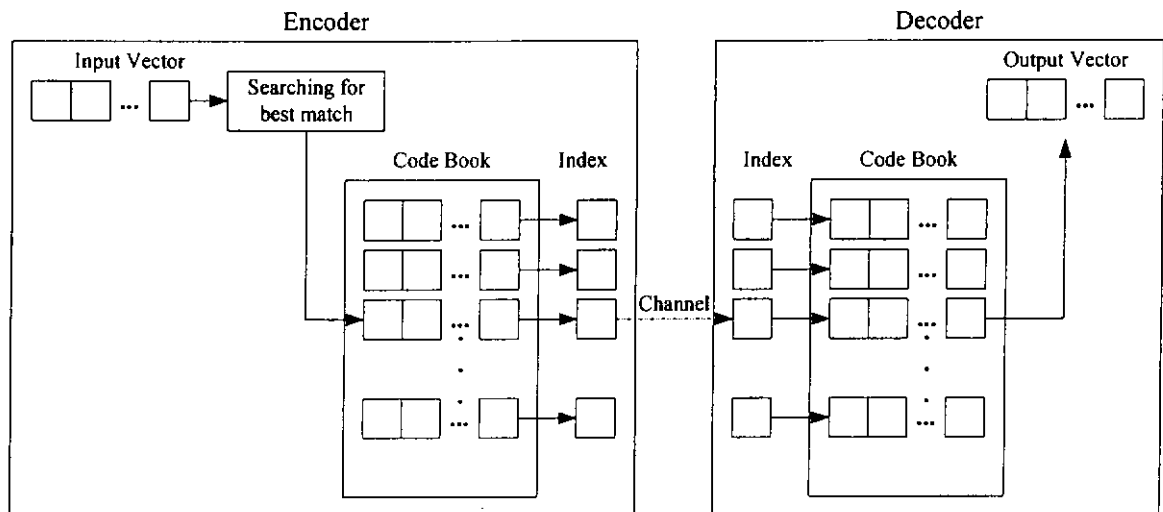 Encoder
Decoder
Input Vector
Output Vector
...
...
Searching for
best match
Code Book
Index
Index
Code Book
...
...
...
...
Channel
...
...
...
...